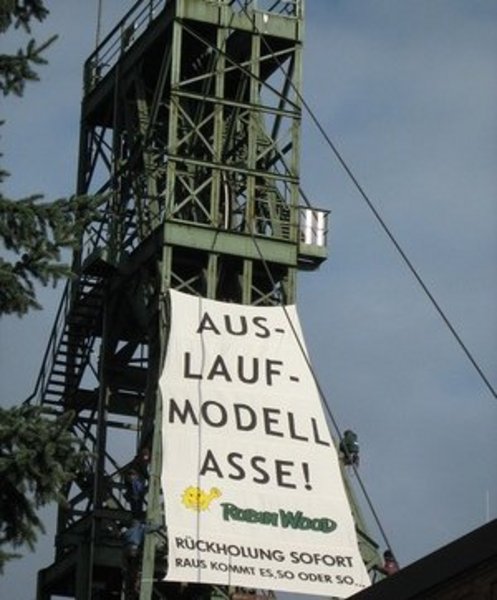 AUS-
LAUF-
MODELL
ASSE!
ROBIN WOOD
RÜCKHOLUNG SOFORT
RAUS KOMMT ES, SO ODER SO...